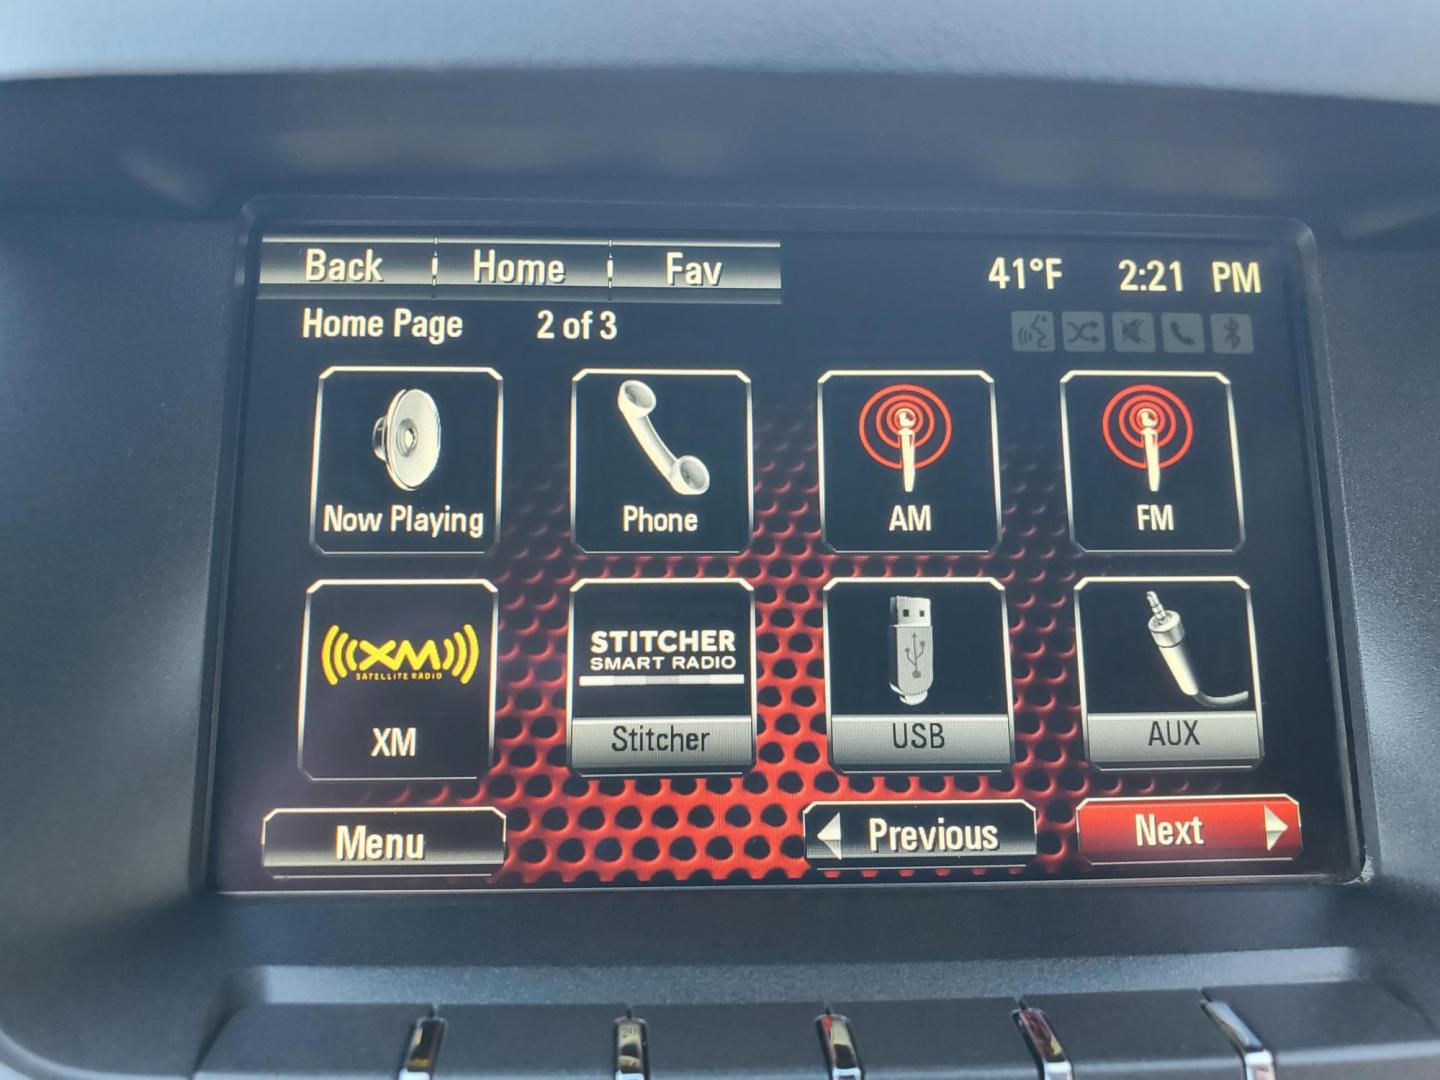 Back Home Fav 41°F 2:21 PM
Home Page 2 of 3
Now Playing Phone AM FM
XM
SATELLITE RADIO
STITCHER
SMART RADIO
XM Stitcher USB AUX
Menu Previous Next